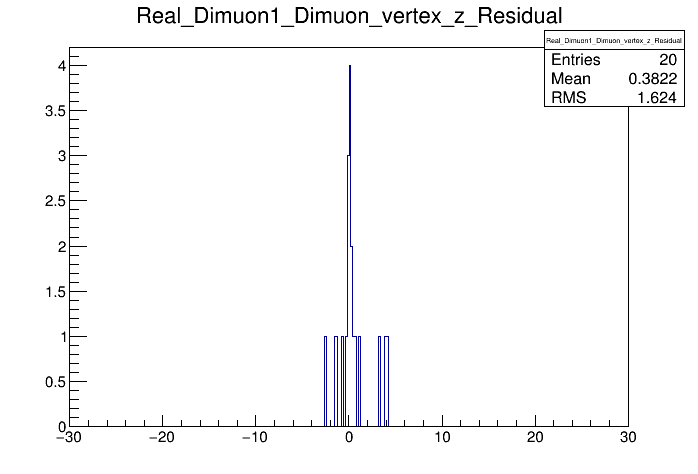 Real_Dimuon1_Dimuon_vertex_z_Residual
Real_Dimuon1_Dimuon_vertex_z_Residual
Entries 20
Mean 0.3822
RMS 1.624
4
3.5
3
2.5
2
1.5
1
0.5
0
−30 −20 −10 0 10 20 30